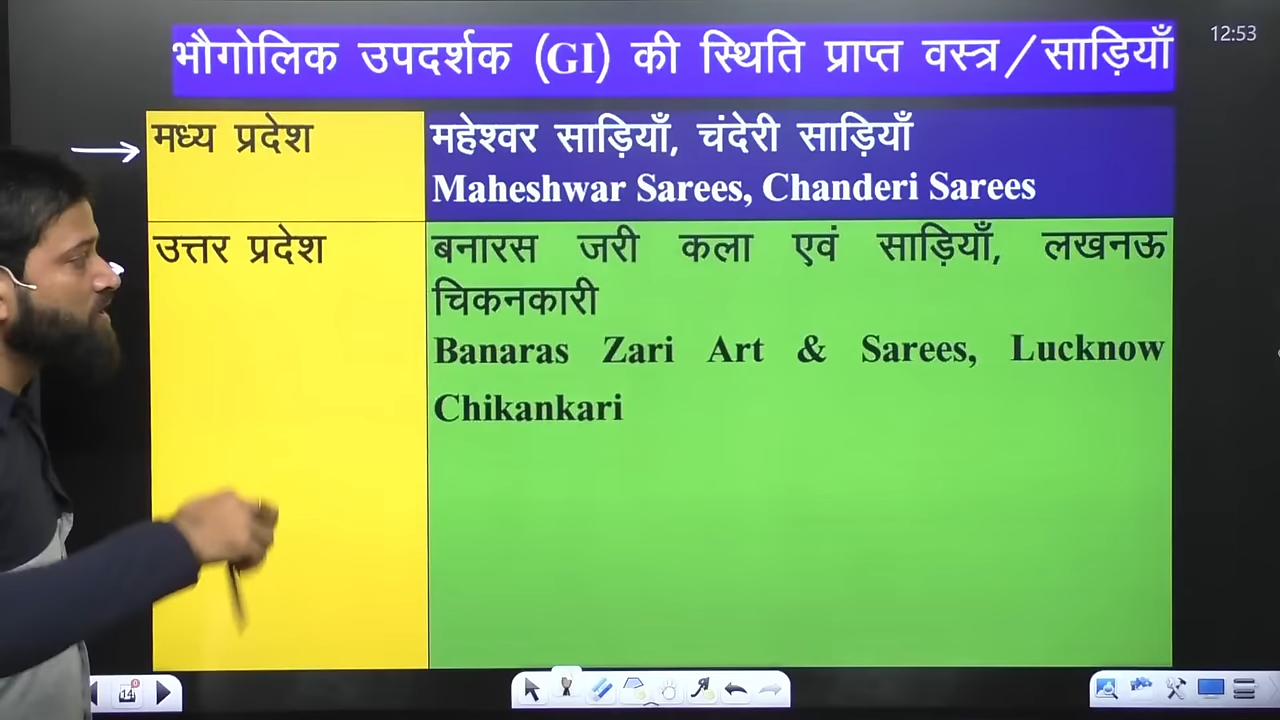 भौगोलिक उपदर्शक (GI) की स्थिति प्राप्त वस्त्र/साड़ियाँ
12:53
मध्य प्रदेश
महेश्वर साड़ियाँ, चंदेरी साड़ियाँ
Maheshwar Sarees, Chanderi Sarees
उत्तर प्रदेश
बनारस जरी कला एवं साड़ियाँ, लखनऊ
चिकनकारी
Banaras Zari Art & Sarees, Lucknow
Chikankari
14